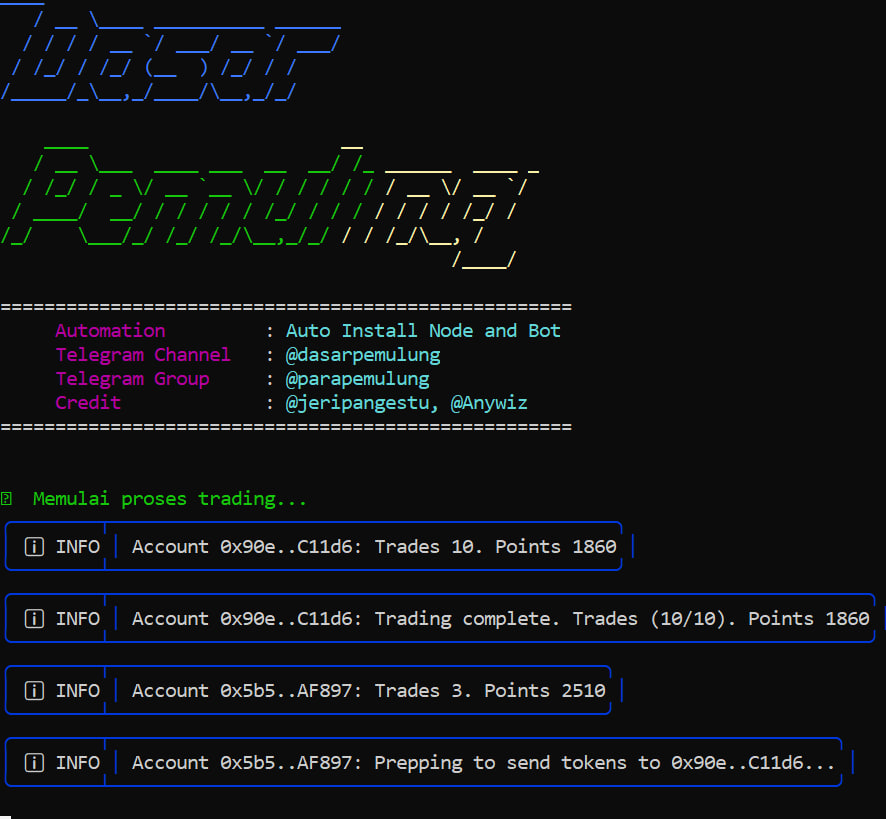 Dasar
Pemulung
Automation : Auto Install Node and Bot
Telegram Channel : @dasarpemulung
Telegram Group : @parapemulung
Credit : @jeripangestu, @Anywiz
Memulai proses trading...
INFO Account 0x90e..C11d6: Trades 10. Points 1860
INFO Account 0x90e..C11d6: Trading complete. Trades (10/10). Points 1860
INFO Account 0x5b5..AF897: Trades 3. Points 2510
INFO Account 0x5b5..AF897: Prepping to send tokens to 0x90e..C11d6...